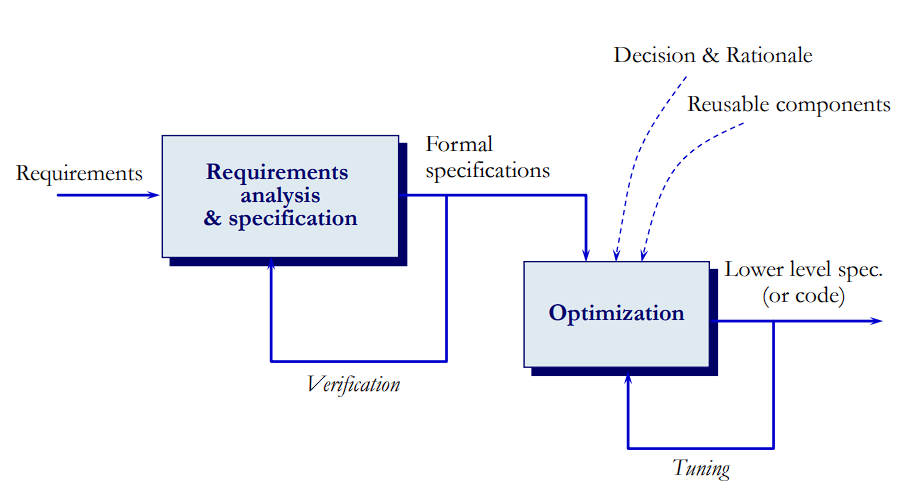 Decision & Rationale
Reusable components
Requirements
Requirements
analysis
& specification
Formal
specifications
Verification
Optimization
Lower level spec.
(or code)
Tuning